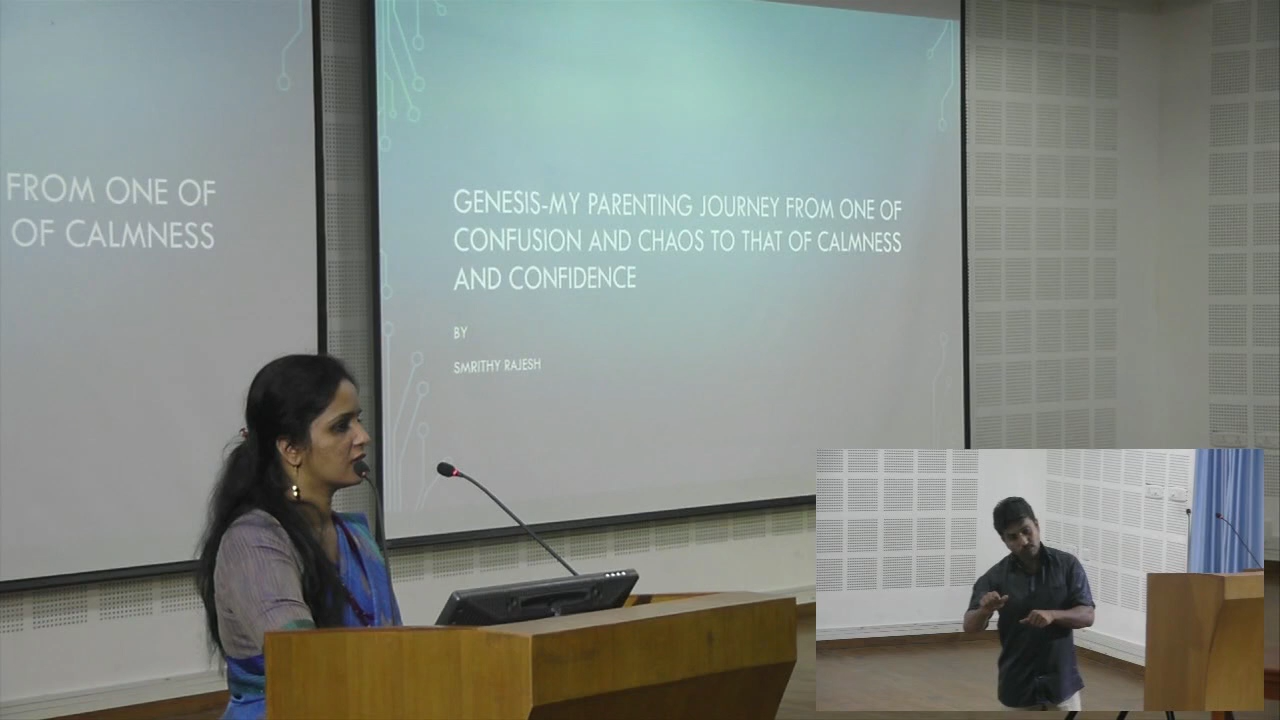 FROM ONE OF
OF CALMNESS
GENESIS-MY PARENTING JOURNEY FROM ONE OF
CONFUSION AND CHAOS TO THAT OF CALMNESS
AND CONFIDENCE
BY
SMRITHY RAJESH